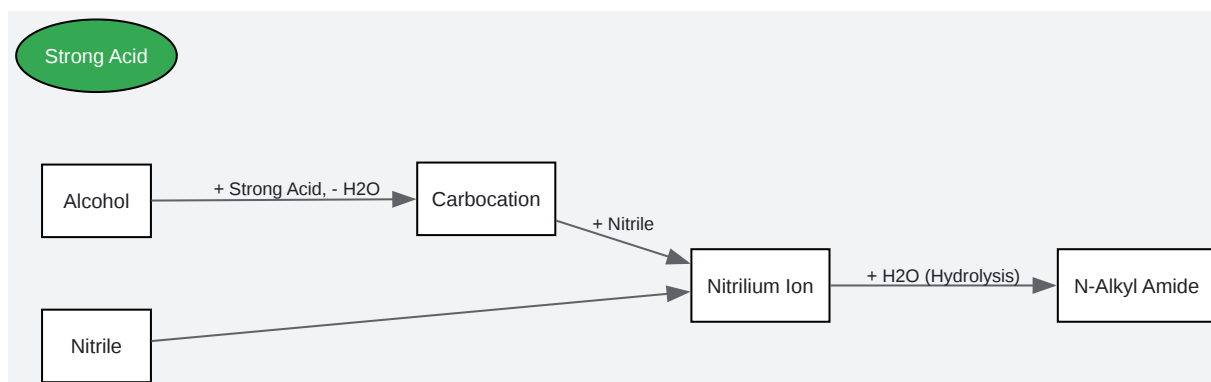 Strong Acid
Alcohol
+ Strong Acid, - H2O
Carbocation
+ Nitrile
Nitrilium Ion
+ H2O (Hydrolysis)
N-Alkyl Amide
Nitrile